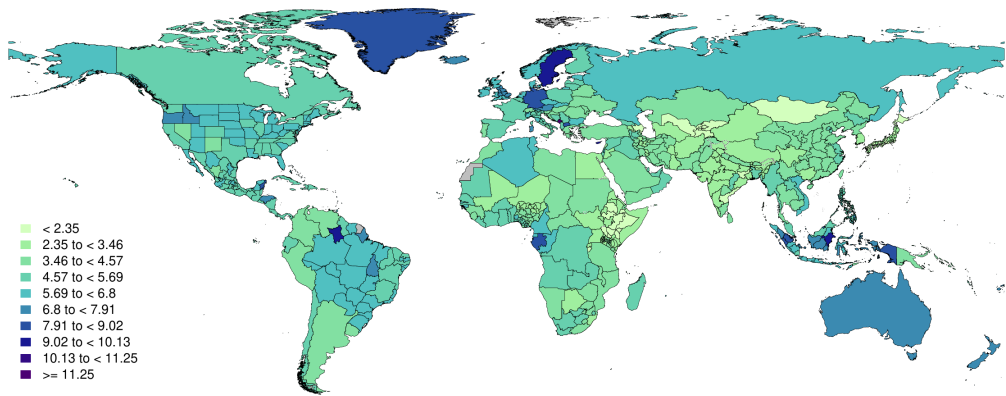 < 2.35
2.35 to < 3.46
3.46 to < 4.57
4.57 to < 5.69
5.69 to < 6.8
6.8 to < 7.91
7.91 to < 9.02
9.02 to < 10.13
10.13 to < 11.25
>= 11.25